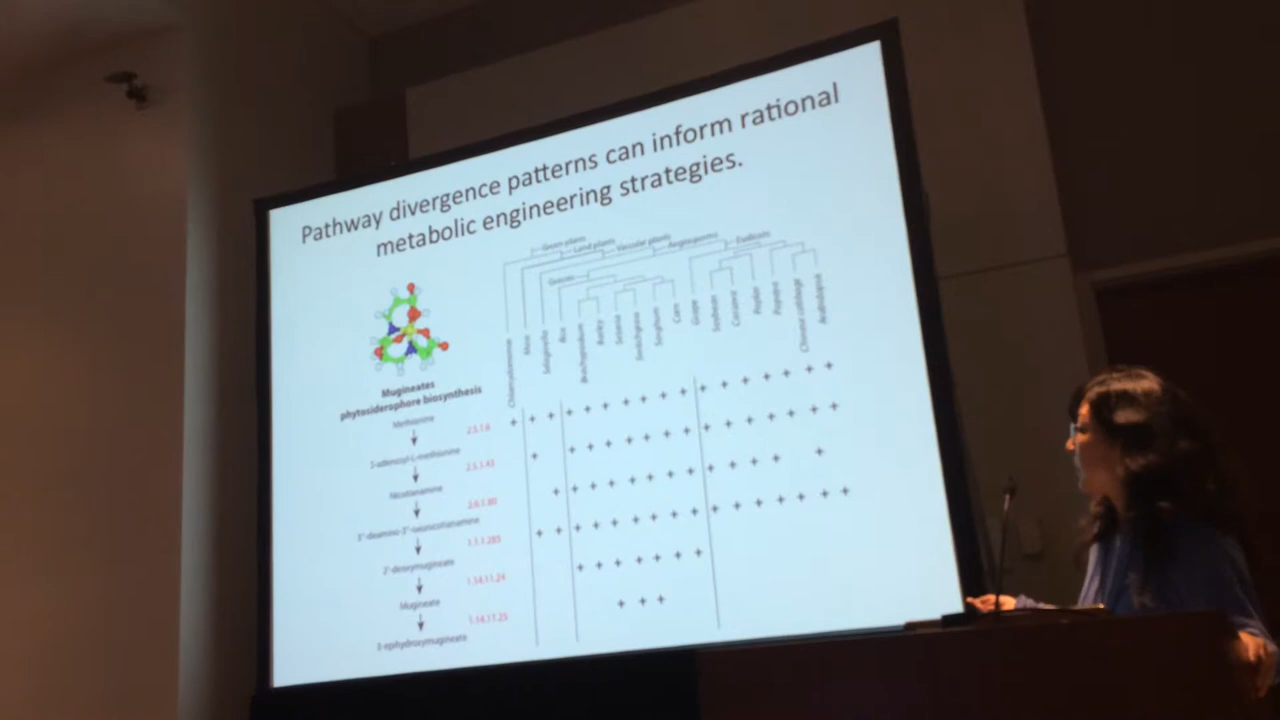 Pathway divergence patterns can inform rational
metabolic engineering strategies.
Green plants
Land plants
Vascular plants
Angiosperms
Eudicots
Grasses
Chlamydomonas
Moss
Selaginella
Rice
Brachypodium
Barley
Setaria
Switchgrass
Sorghum
Corn
Grape
Soybean
Cassava
Poplar
Papaya
Chinese cabbage
Arabidopsis
Mugineates
phytosiderophore biosynthesis
Methionine
2.5.1.6
S-adenosyl-L-methionine
2.5.1.43
Nicotianamine
2.6.1.80
3"-deamino-3"-oxonicotianamine
1.1.1.285
2'-deoxymugineate
1.14.11.24
Mugineate
1.14.11.25
3-epihydroxymugineate
+ + + + + + + + + + + + + + + + +
+ + + + + + + + + + + + + + +
+ + + + + + + + + + + + +
+ + + + + + + + + + + + + + + +
+ + + + + + +
+ + +